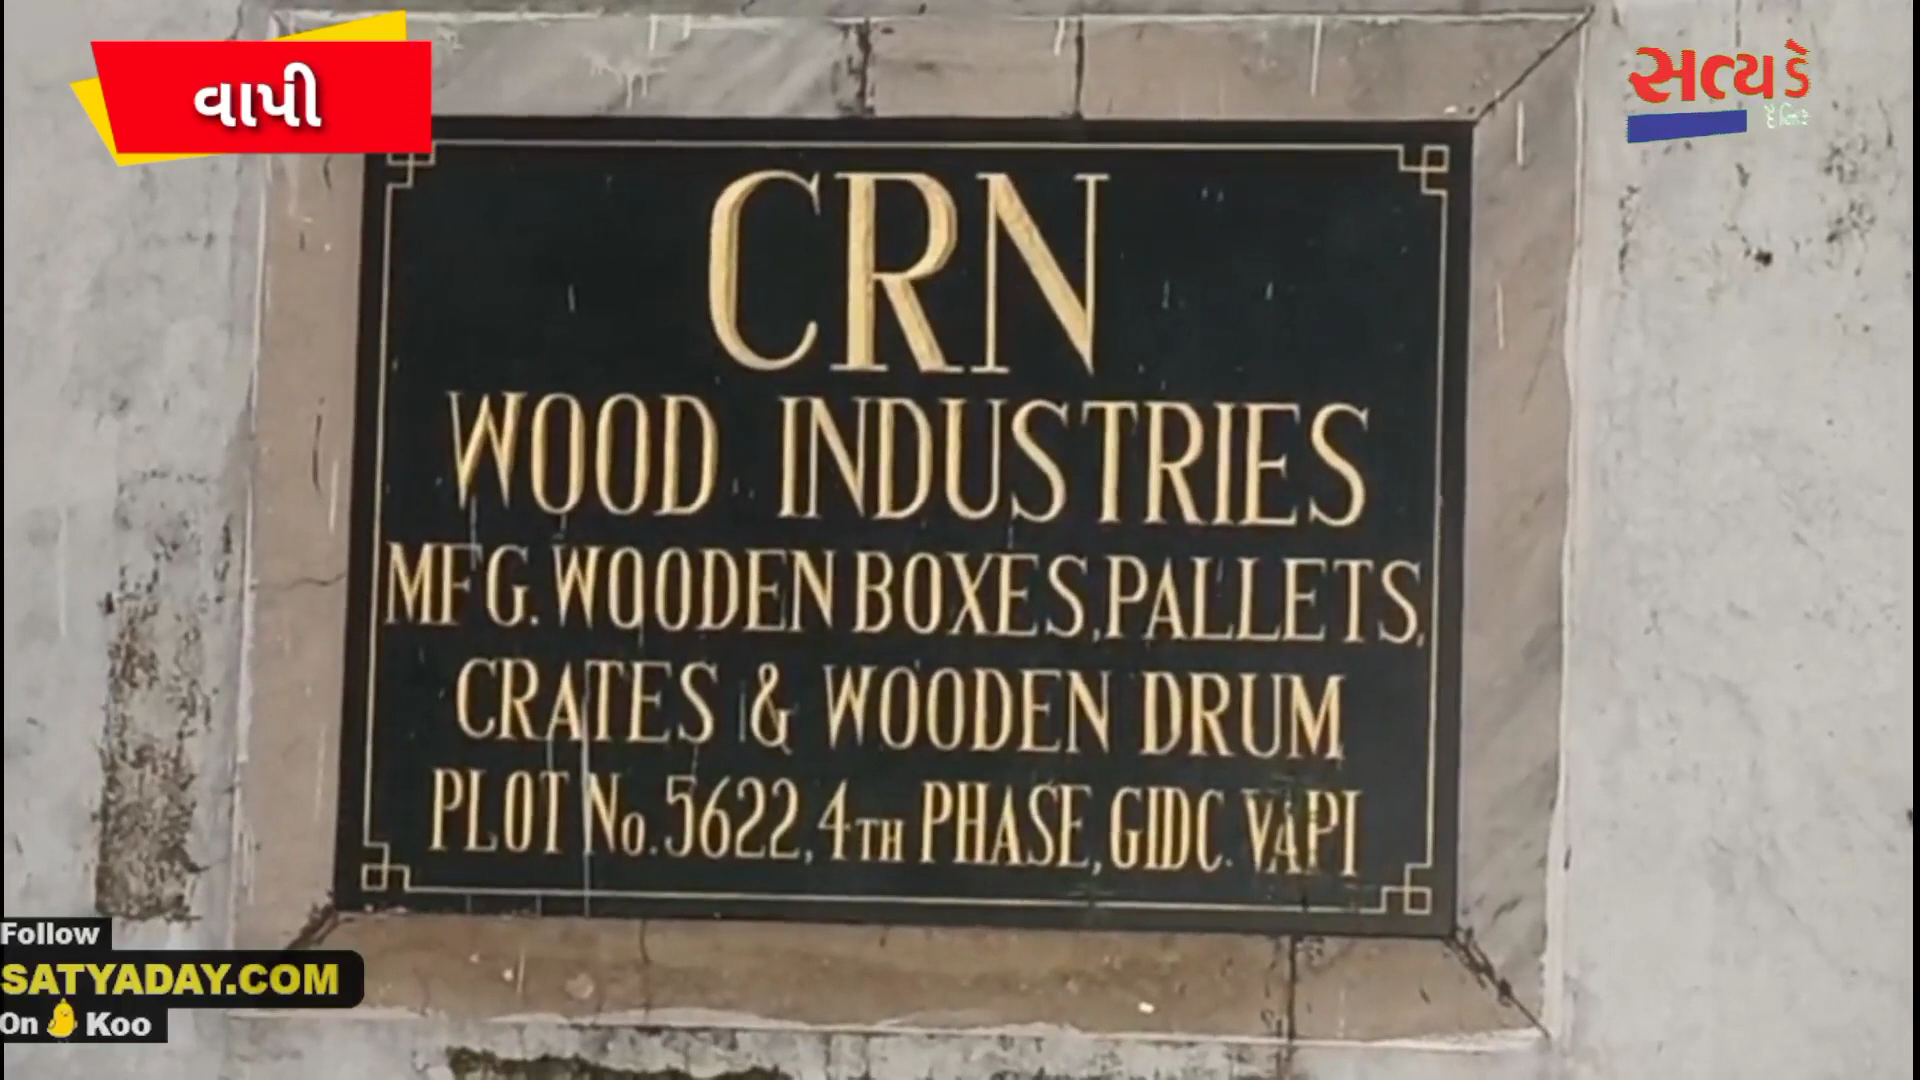 વાપી
સત્ય ડે
CRN
WOOD INDUSTRIES
MFG. WOODEN BOXES, PALLETS,
CRATES & WOODEN DRUM
PLOT No. 5622, 4TH PHASE, GIDC. VAPI
Follow
SATYADAY.COM
On Koo